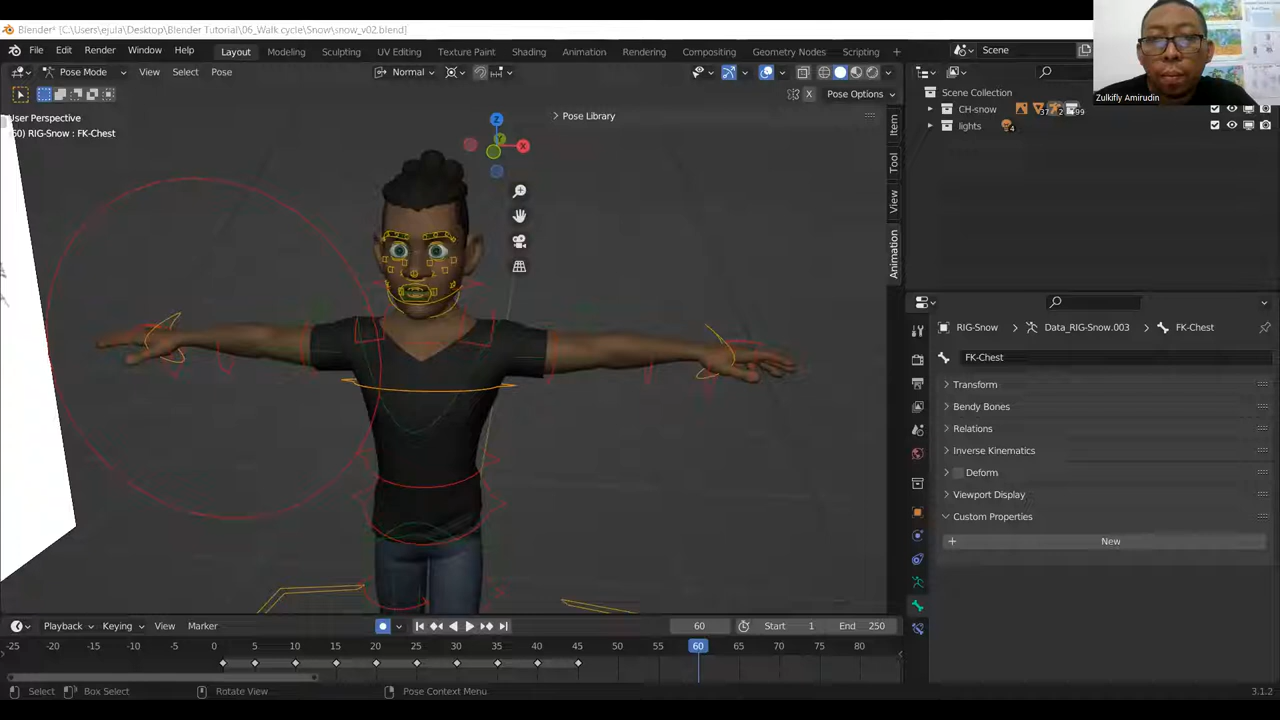 Blender* [C:\Users\ejula\Desktop\Blender Tutorial\06_Walk cycle\Snow\snow_v02.blend]
File Edit Render Window Help Layout Modeling Sculpting UV Editing Texture Paint Shading Animation Rendering Compositing Geometry Nodes Scripting + Scene
Pose Mode View Select Pose Normal
X Pose Options
User Perspective
60) RIG-Snow : FK-Chest
Pose Library
Z
Y
X
Item
Tool
View
Animation
Zulkifly Amirudin
Scene Collection
CH-snow 37 2 99
lights 4
RIG-Snow > Data_RIG-Snow.003 > FK-Chest
FK-Chest
Transform
Bendy Bones
Relations
Inverse Kinematics
Deform
Viewport Display
Custom Properties
+ New
Playback Keying View Marker 60 Start 1 End 250
-25 -20 -15 -10 -5 0 5 10 15 20 25 30 35 40 45 50 55 60 65 70 75 80
Select Box Select Rotate View Pose Context Menu 3.1.2